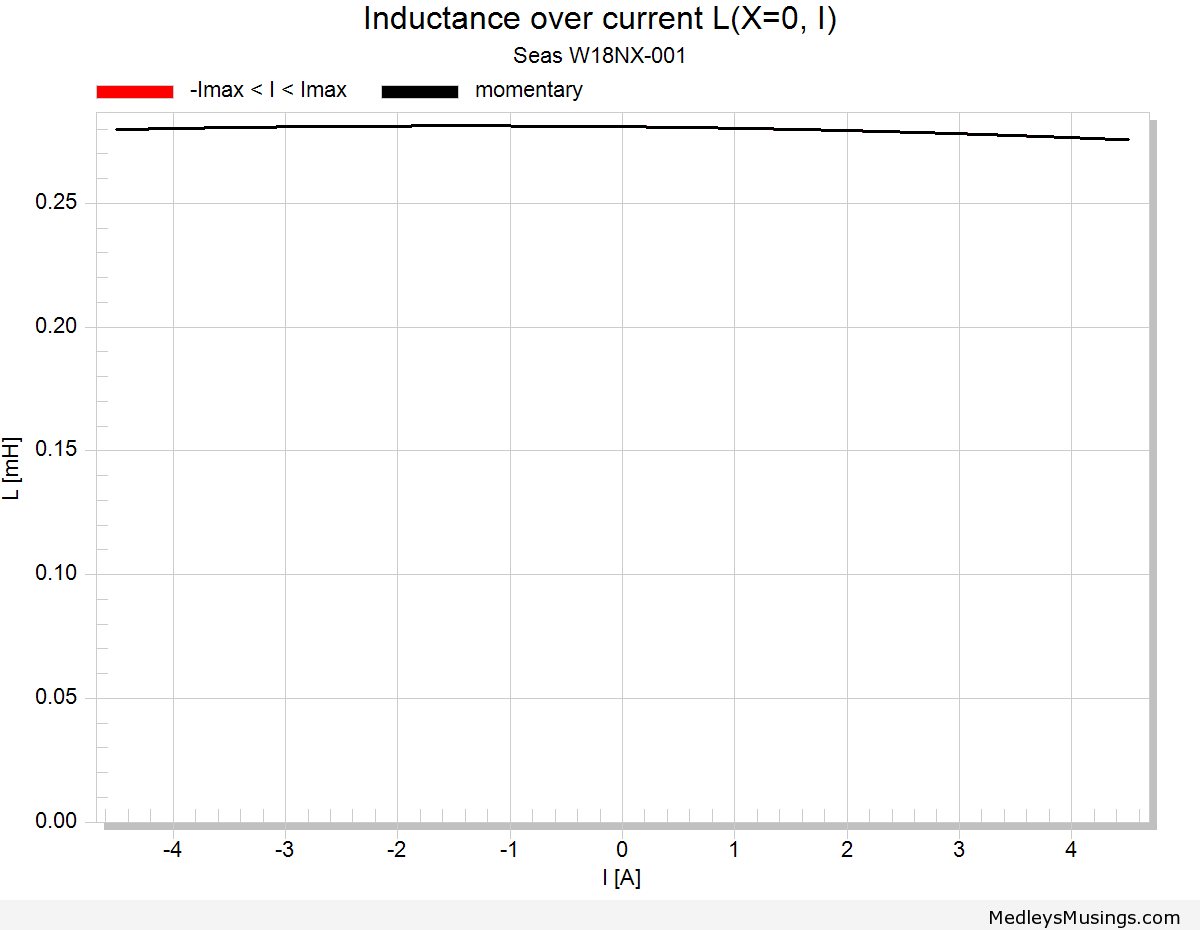 Inductance over current L(X=0, I)
Seas W18NX-001
-Imax < I < Imax momentary
0.25
0.20
0.15
0.10
0.05
0.00
L [mH]
-4 -3 -2 -1 0 1 2 3 4
I [A]
MedleysMusings.com